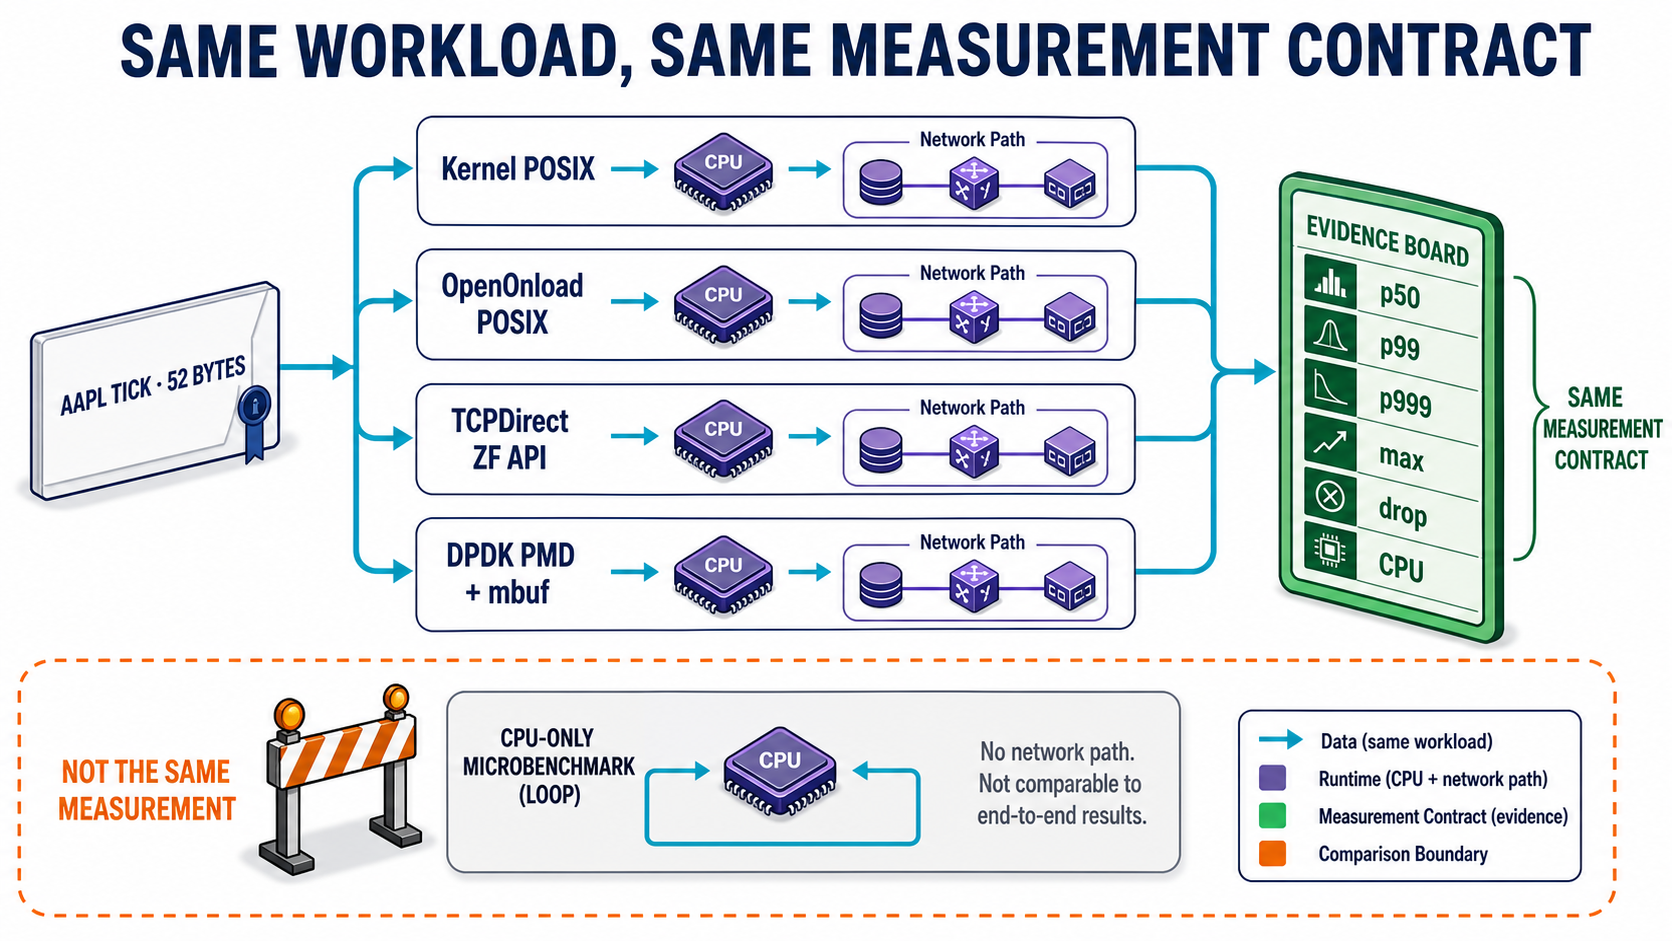 SAME WORKLOAD, SAME MEASUREMENT CONTRACT
AAPL TICK · 52 BYTES
Kernel POSIX
CPU
Network Path
OpenOnload
POSIX
CPU
Network Path
TCPDirect
ZF API
CPU
Network Path
DPDK PMD
+ mbuf
CPU
Network Path
EVIDENCE BOARD
p50
p99
p999
max
drop
CPU
SAME
MEASUREMENT
CONTRACT
NOT THE SAME
MEASUREMENT
CPU-ONLY
MICROBENCHMARK
(LOOP)
CPU
No network path.
Not comparable to
end-to-end results.
Data (same workload)
Runtime (CPU + network path)
Measurement Contract (evidence)
Comparison Boundary